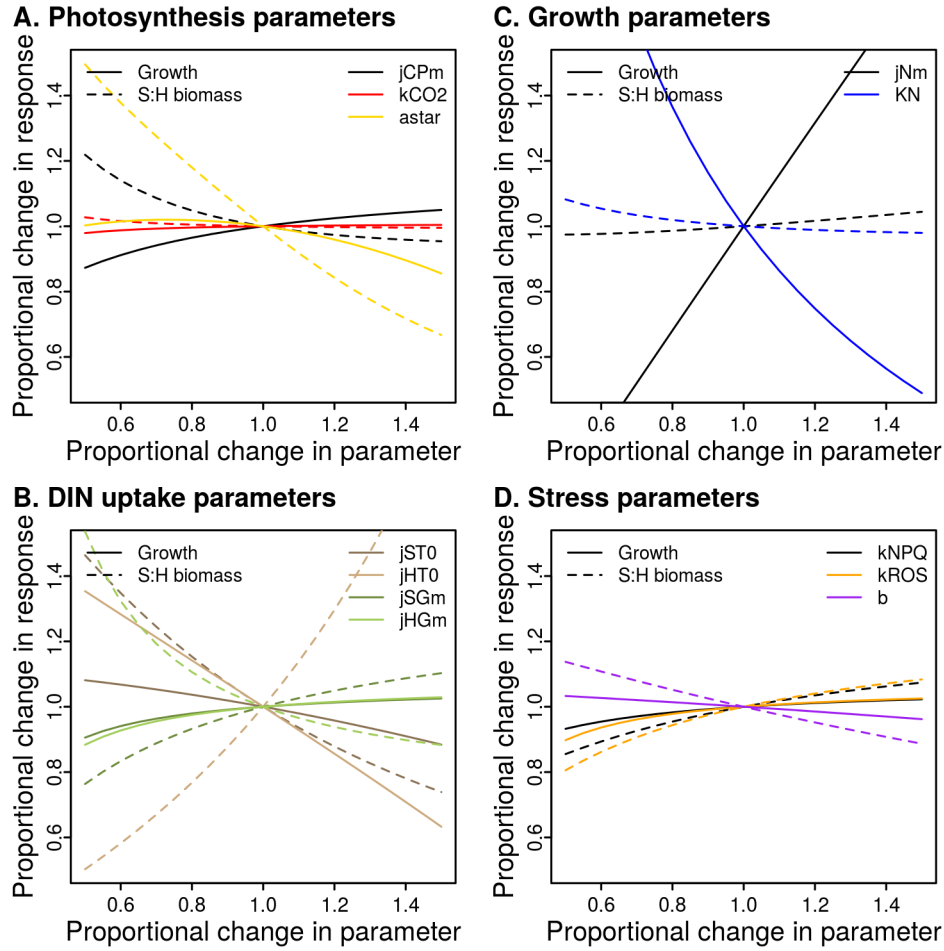 A. Photosynthesis parameters
Proportional change in response
1.4
1.2
1.0
0.8
0.6
Growth
S:H biomass
jCPm
kCO2
astar
0.6 0.8 1.0 1.2 1.4
Proportional change in parameter
C. Growth parameters
Proportional change in response
1.4
1.2
1.0
0.8
0.6
Growth
S:H biomass
jNm
KN
0.6 0.8 1.0 1.2 1.4
Proportional change in parameter
B. DIN uptake parameters
Proportional change in response
1.4
1.2
1.0
0.8
0.6
Growth
S:H biomass
jST0
jHT0
jSGm
jHGm
0.6 0.8 1.0 1.2 1.4
Proportional change in parameter
D. Stress parameters
Proportional change in response
1.4
1.2
1.0
0.8
0.6
Growth
S:H biomass
kNPQ
kROS
b
0.6 0.8 1.0 1.2 1.4
Proportional change in parameter